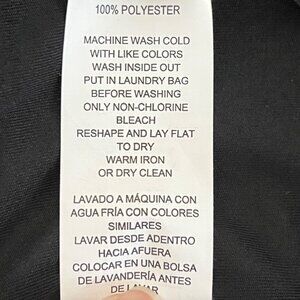 100% POLYESTER
MACHINE WASH COLD
WITH LIKE COLORS
WASH INSIDE OUT
PUT IN LAUNDRY BAG
BEFORE WASHING
ONLY NON-CHLORINE
BLEACH
RESHAPE AND LAY FLAT
TO DRY
WARM IRON
OR DRY CLEAN
LAVADO A MÁQUINA CON
AGUA FRÍA CON COLORES
SIMILARES
LAVAR DESDE ADENTRO
HACIA AFUERA
COLOCAR EN UNA BOLSA
DE LAVANDERÍA ANTES
DE LAVAR